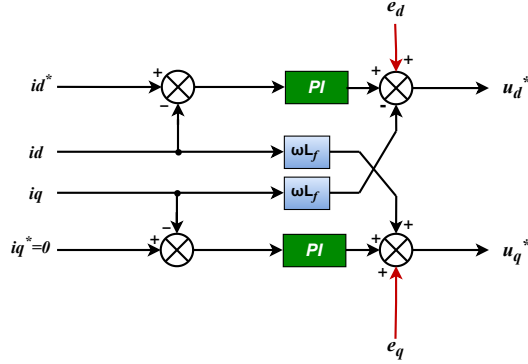 e_d
+ +
id* + PI + u_d*
− -
id ωL_f
iq ωL_f
− +
iq*=0 + PI + u_q*
+
e_q